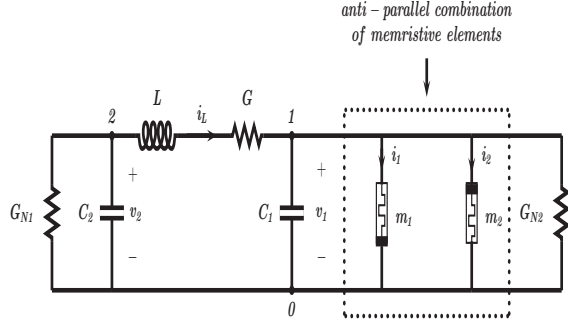 anti – parallel combination
of memristive elements
2
L
i_L
G
1
i_1
i_2
+
+
G_N1
C_2
v_2
C_1
v_1
m_1
m_2
G_N2
–
–
0